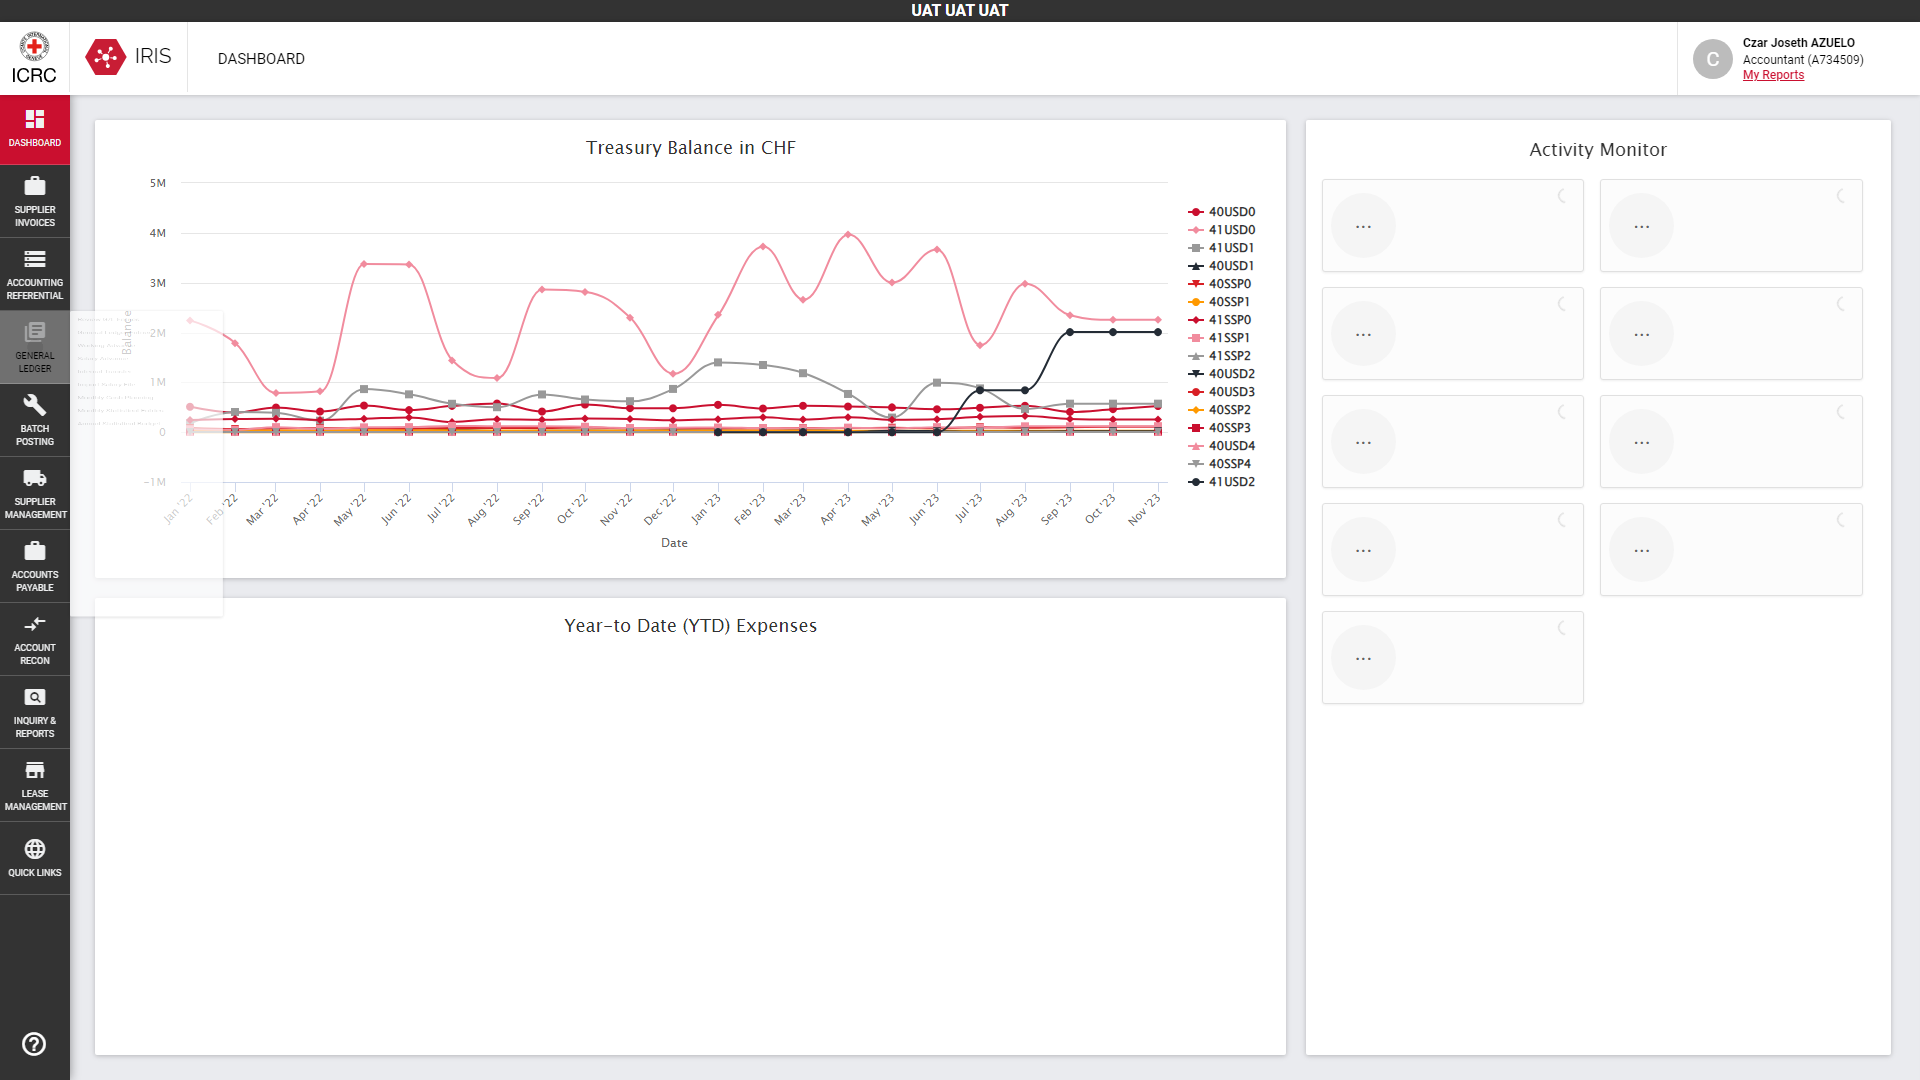 UAT UAT UAT
ICRC
IRIS
DASHBOARD
C
Czar Joseth AZUELO
Accountant (A734509)
My Reports
DASHBOARD
SUPPLIER
INVOICES
ACCOUNTING
REFERENTIAL
GENERAL
LEDGER
BATCH
POSTING
SUPPLIER
MANAGEMENT
ACCOUNTS
PAYABLE
ACCOUNT
RECON
INQUIRY &
REPORTS
LEASE
MANAGEMENT
QUICK LINKS
Treasury Balance in CHF
5M
4M
3M
2M
1M
0
-1M
Balance
Jan '22
Feb '22
Mar '22
Apr '22
May '22
Jun '22
Jul '22
Aug '22
Sep '22
Oct '22
Nov '22
Dec '22
Jan '23
Feb '23
Mar '23
Apr '23
May '23
Jun '23
Jul '23
Aug '23
Sep '23
Oct '23
Nov '23
Date
40USD0
41USD0
41USD1
40USD1
40SSP0
40SSP1
41SSP0
41SSP1
41SSP2
40USD2
40USD3
40SSP2
40SSP3
40USD4
40SSP4
41USD2
Year-to Date (YTD) Expenses
Activity Monitor
...
...
...
...
...
...
...
...
...